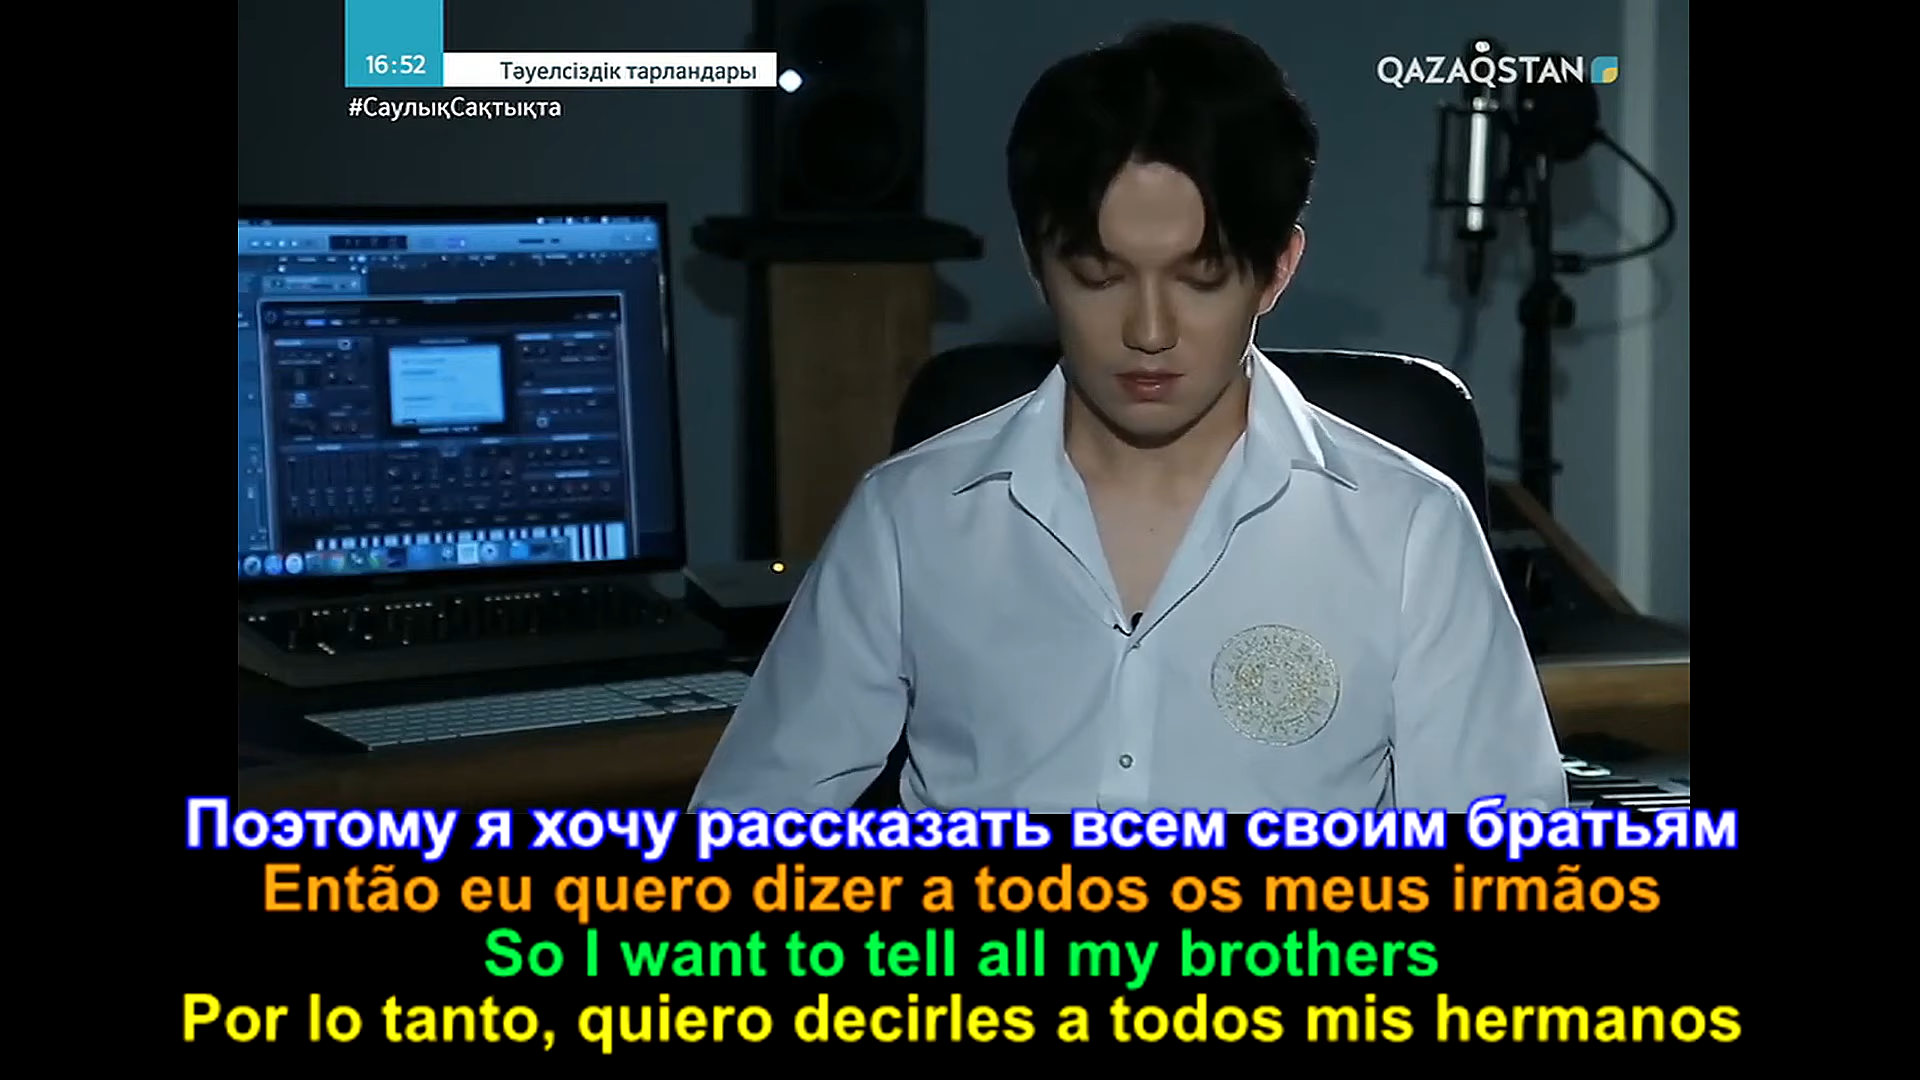 16:52
Тәуелсіздік тарландары
QAZAQSTAN
#СаулықСақтықта
Поэтому я хочу рассказать всем своим братьям
Então eu quero dizer a todos os meus irmãos
So I want to tell all my brothers
Por lo tanto, quiero decirles a todos mis hermanos